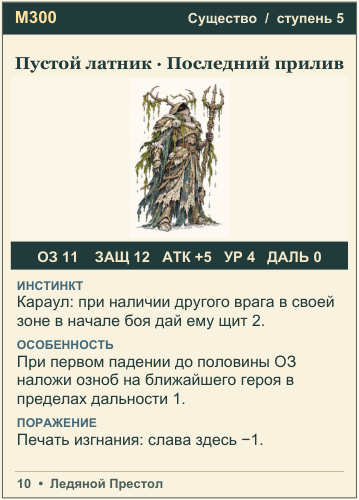 M300
Существо / ступень 5
Пустой латник · Последний прилив
ОЗ 11 ЗАЩ 12 АТК +5 УР 4 ДАЛЬ 0
ИНСТИНКТ
Караул: при наличии другого врага в своей
зоне в начале боя дай ему щит 2.
ОСОБЕННОСТЬ
При первом падении до половины ОЗ
наложи озноб на ближайшего героя в
пределах дальности 1.
ПОРАЖЕНИЕ
Печать изгнания: слава здесь −1.
10 • Ледяной Престол